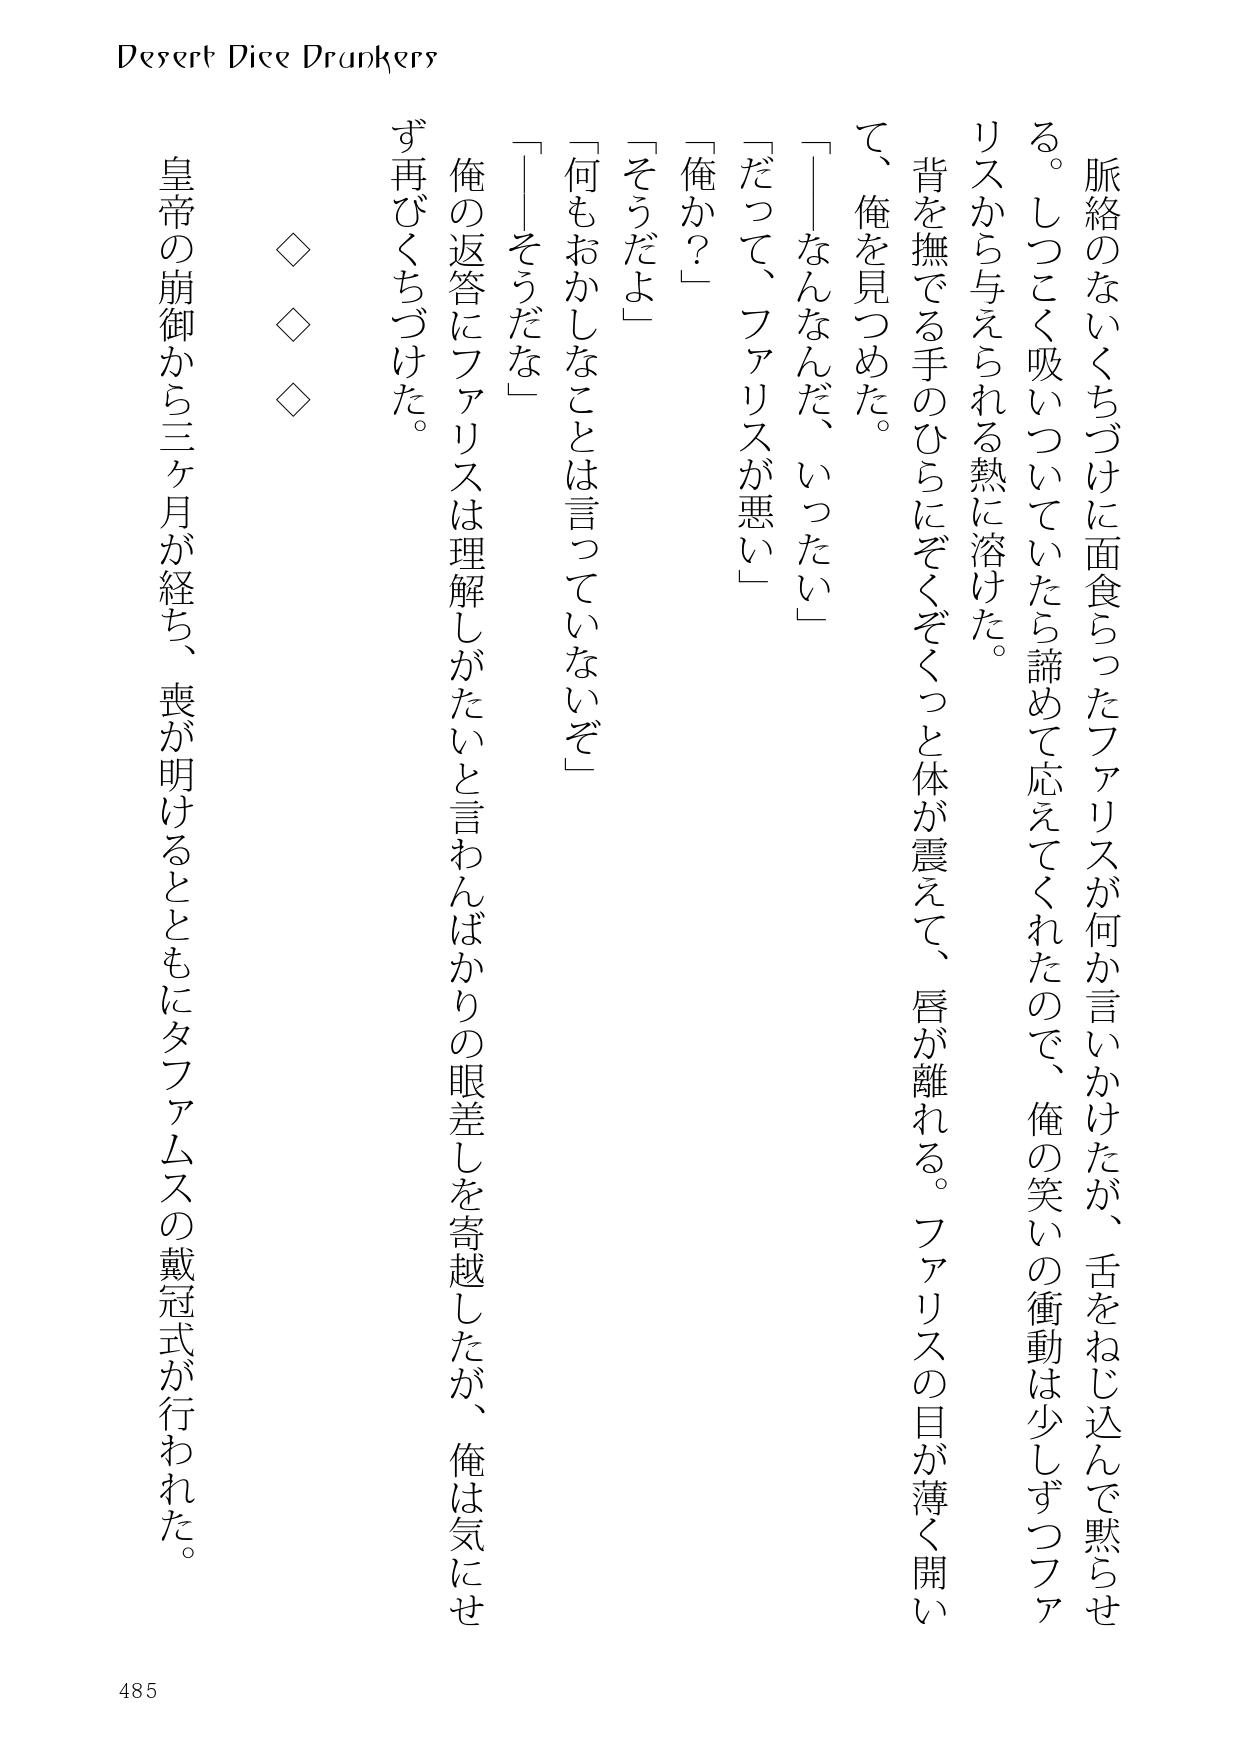 Desert Dice Drunkers
　脈絡のないくちづけに面食らったファリスが何か言いかけたが、舌をねじ込んで黙らせ
る。しつこく吸いついていたら諦めて応えてくれたので、俺の笑いの衝動は少しずつファ
リスから与えられる熱に溶けた。
　背を撫でる手のひらにぞくぞくっと体が震えて、唇が離れる。ファリスの目が薄く開い
て、俺を見つめた。
「――なんなんだ、いったい」
「だって、ファリスが悪い」
「俺か？」
「そうだよ」
「何もおかしなことは言っていないぞ」
「――そうだな」
　俺の返答にファリスは理解しがたいと言わんばかりの眼差しを寄越したが、俺は気にせ
ず再びくちづけた。
◇　◇　◇
　皇帝の崩御から三ヶ月が経ち、喪が明けるとともにタファムスの戴冠式が行われた。
485